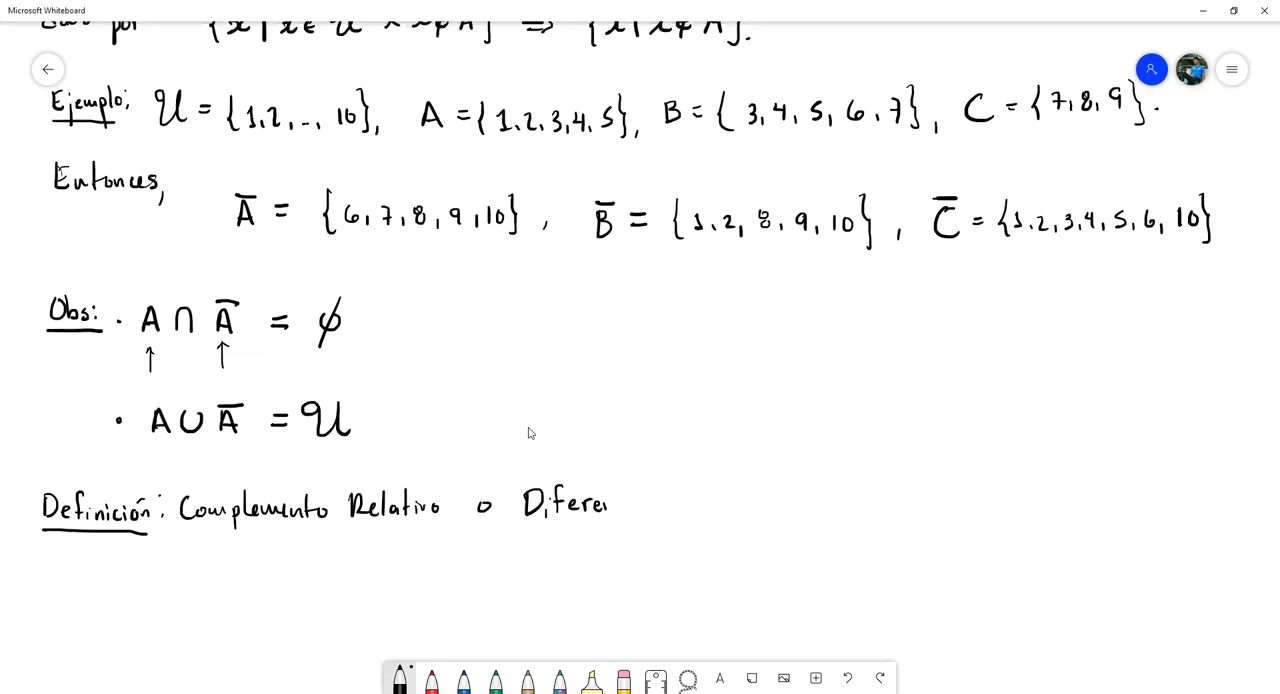 Microsoft Whiteboard
dado por {x | x ∈ U ∧ x ∉ A} ⇒ {x | x ∉ A}.
Ejemplo: U = {1,2,..,10}, A = {1,2,3,4,5}, B = {3,4,5,6,7}, C = {7,8,9}.
Entonces,
A̅ = {6,7,8,9,10}, B̅ = {1,2,8,9,10}, C̅ = {1,2,3,4,5,6,10}
Obs: · A ∩ A̅ = ϕ
↑ ↑
· A ∪ A̅ = U
Definición: Complemento Relativo o Diferen
A